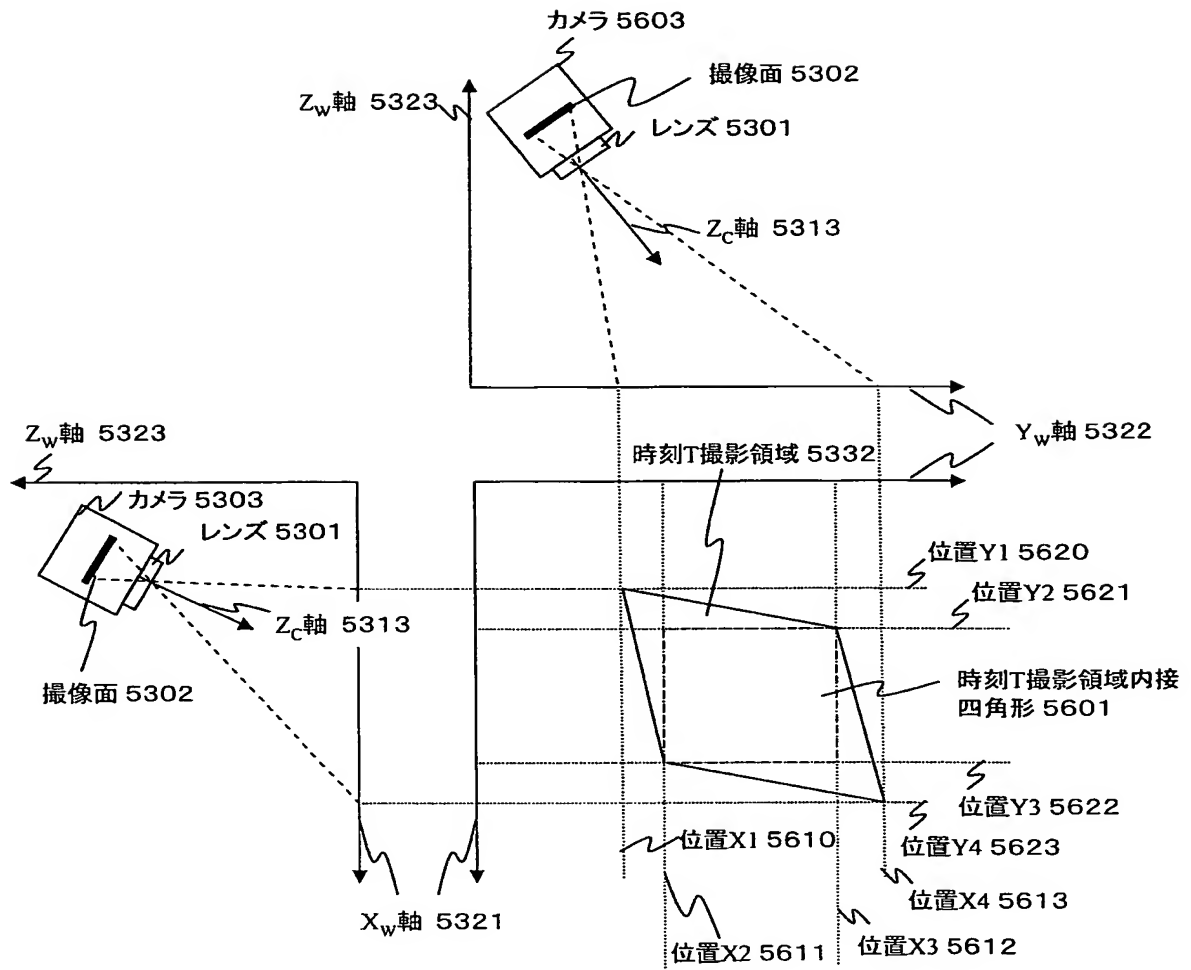 カメラ 5603
撮像面 5302
ZW軸 5323
レンズ 5301
ZC軸 5313
ZW軸 5323
YW軸 5322
時刻T撮影領域 5332
カメラ 5303
レンズ 5301
位置Y1 5620
位置Y2 5621
ZC軸 5313
撮像面 5302
時刻T撮影領域内接
四角形 5601
位置Y3 5622
位置X1 5610
位置Y4 5623
位置X4 5613
XW軸 5321
位置X2 5611
位置X3 5612